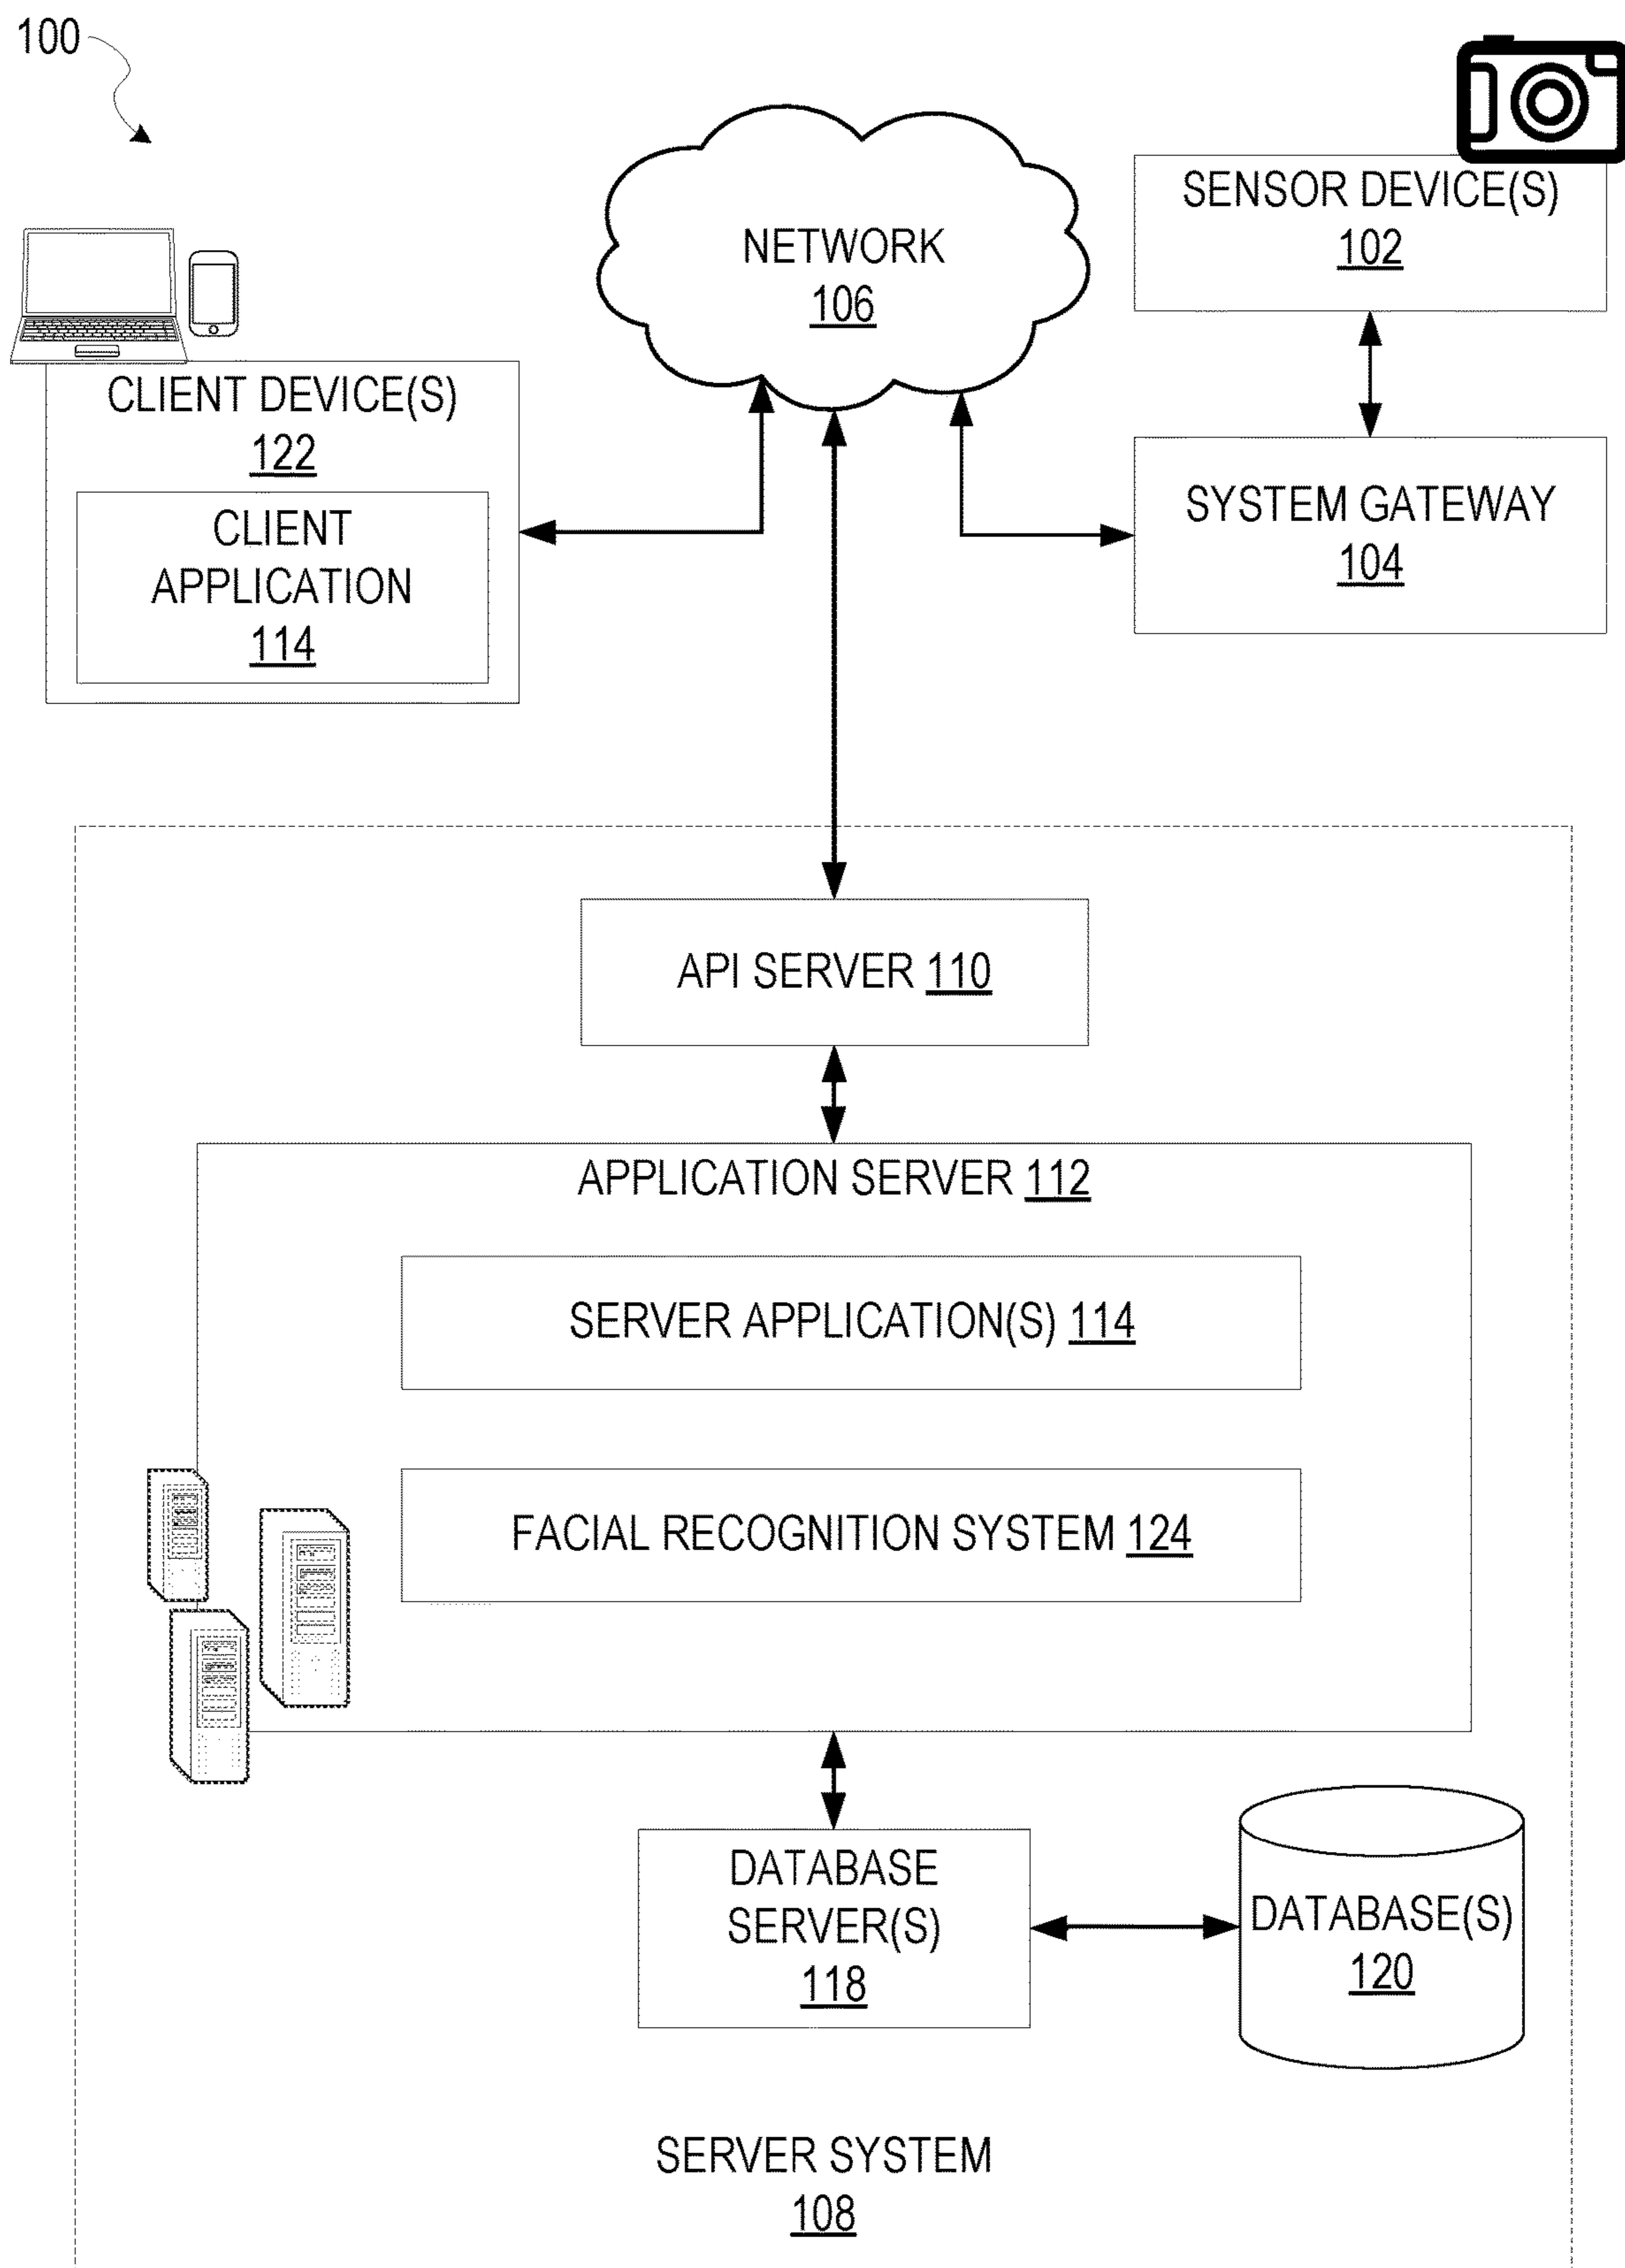 100
NETWORK
106
SENSOR DEVICE(S)
102
CLIENT DEVICE(S)
122
CLIENT
APPLICATION
114
SYSTEM GATEWAY
104
API SERVER 110
APPLICATION SERVER 112
SERVER APPLICATION(S) 114
FACIAL RECOGNITION SYSTEM 124
DATABASE
SERVER(S)
118
DATABASE(S)
120
SERVER SYSTEM
108